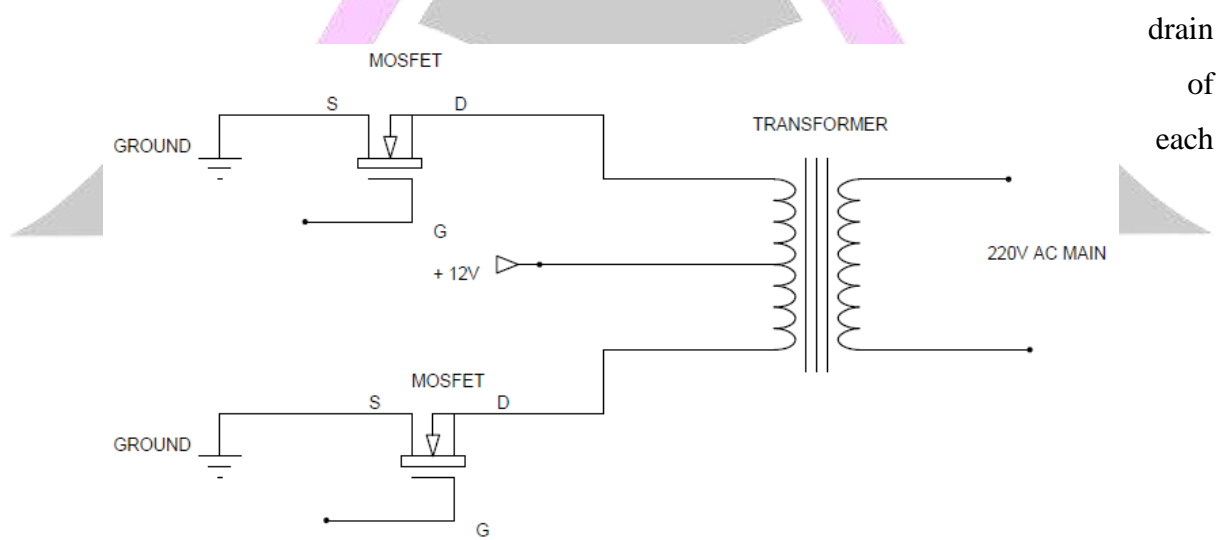 drain
of
each
MOSFET
S D
GROUND
TRANSFORMER
G
+ 12V
220V AC MAIN
MOSFET
S D
GROUND
G